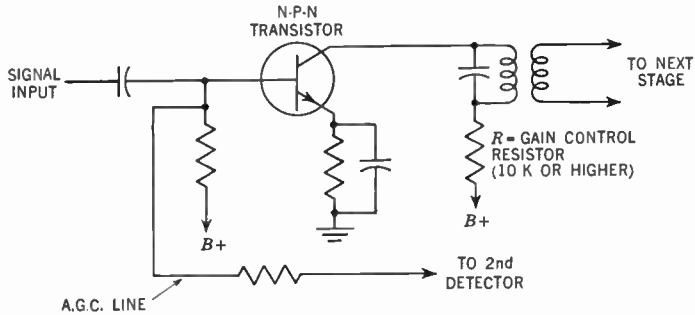 N-P-N
TRANSISTOR
SIGNAL
INPUT
TO NEXT
STAGE
R = GAIN CONTROL
RESISTOR
(10 K OR HIGHER)
B+
B+
TO 2nd
DETECTOR
A.G.C. LINE